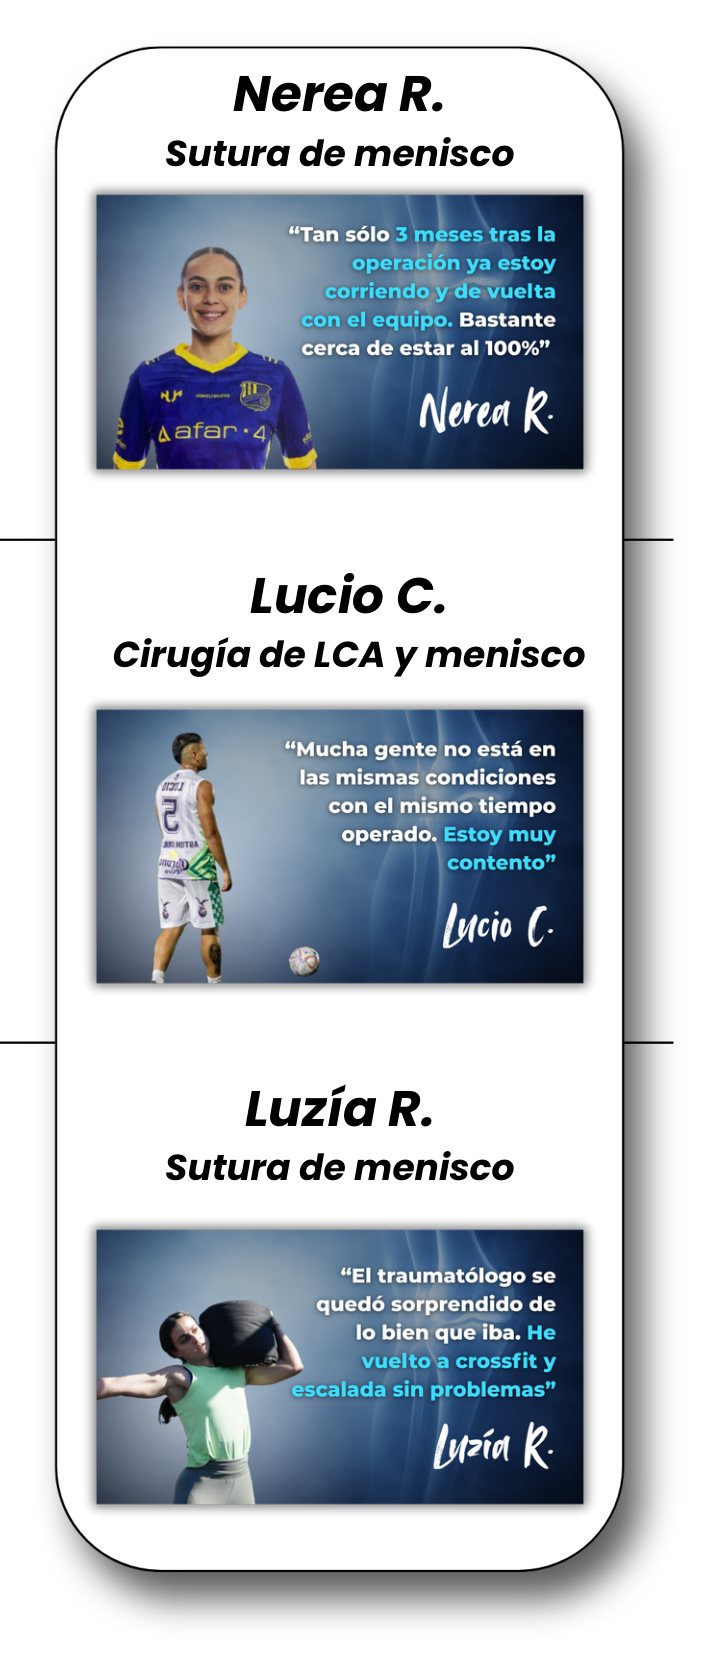 Nerea R.
Sutura de menisco
“Tan sólo 3 meses tras la
operación ya estoy
corriendo y de vuelta
con el equipo. Bastante
cerca de estar al 100%”
Nerea R.
afar·4
Lucio C.
Cirugía de LCA y menisco
“Mucha gente no está en
las mismas condiciones
con el mismo tiempo
operado. Estoy muy
contento”
Lucio C.
LUCIO
5
Luzía R.
Sutura de menisco
“El traumatólogo se
quedó sorprendido de
lo bien que iba. He
vuelto a crossfit y
escalada sin problemas”
Luzía R.